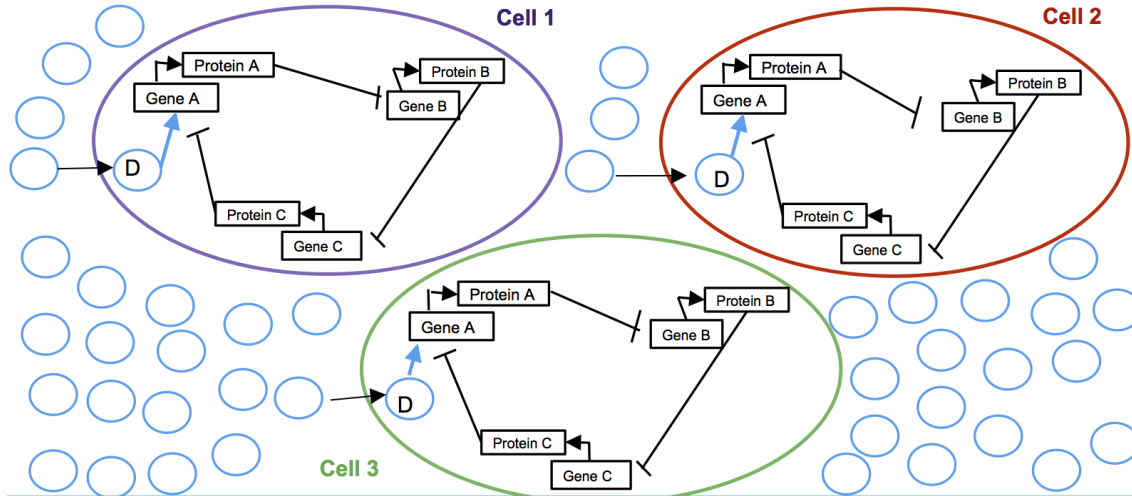 Cell 1
Protein A
Protein B
Gene A
Gene B
D
Protein C
Gene C
Cell 2
Protein A
Protein B
Gene A
Gene B
D
Protein C
Gene C
Protein A
Protein B
Gene A
Gene B
D
Protein C
Cell 3
Gene C